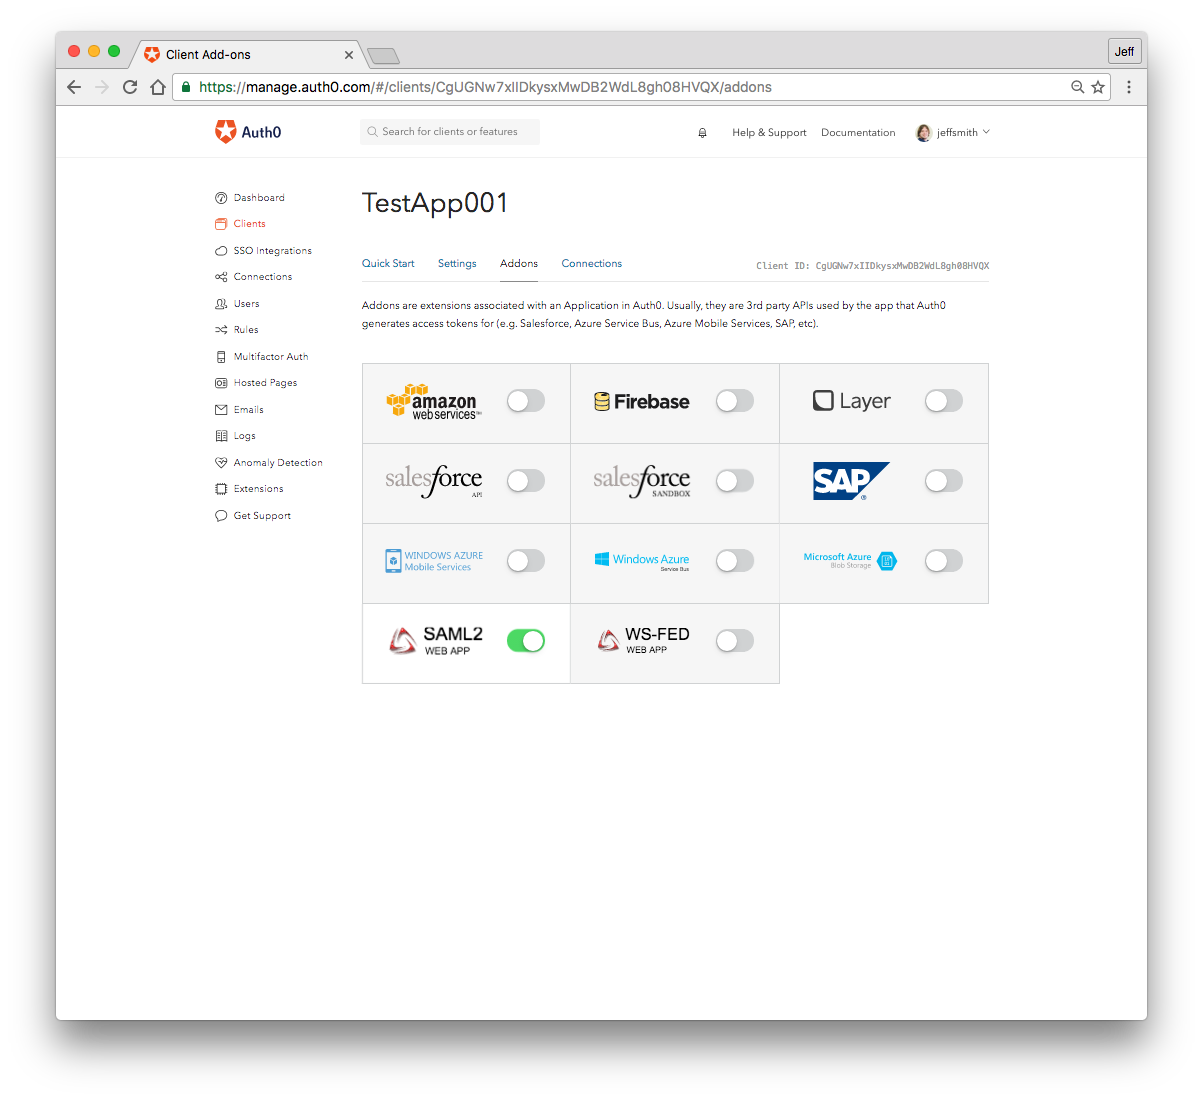 Client Add-ons
Jeff
https://manage.auth0.com/#/clients/CgUGNw7xIIDkysxMwDB2WdL8gh08HVQX/addons
Auth0
Search for clients or features
Help & Support
Documentation
jeffsmith
Dashboard
Clients
SSO Integrations
Connections
Users
Rules
Multifactor Auth
Hosted Pages
Emails
Logs
Anomaly Detection
Extensions
Get Support
TestApp001
Quick Start
Settings
Addons
Connections
Client ID: CgUGNw7xIIDkysxMwDB2WdL8gh08HVQX
Addons are extensions associated with an Application in Auth0. Usually, they are 3rd party APIs used by the app that Auth0
generates access tokens for (e.g. Salesforce, Azure Service Bus, Azure Mobile Services, SAP, etc).
amazon
webservices™
Firebase
Layer
salesforce
API
salesforce
SANDBOX
SAP®
WINDOWS AZURE
Mobile Services
Windows Azure
Service Bus
Microsoft Azure
Blob Storage
SAML2
WEB APP
WS-FED
WEB APP